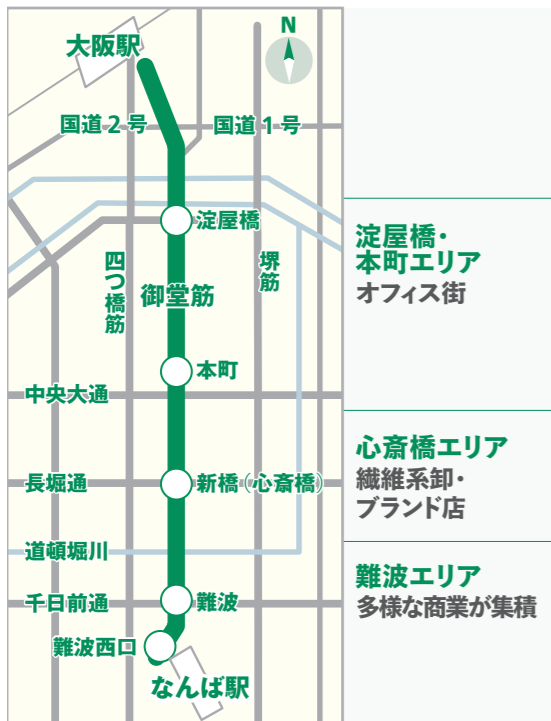 N
大阪駅
国道2号
国道1号
淀屋橋
四つ橋筋
御堂筋
堺筋
本町
中央大通
長堀通
新橋(心斎橋)
道頓堀川
千日前通
難波
難波西口
なんば駅
淀屋橋・
本町エリア
オフィス街
心斎橋エリア
繊維系卸・
ブランド店
難波エリア
多様な商業が集積